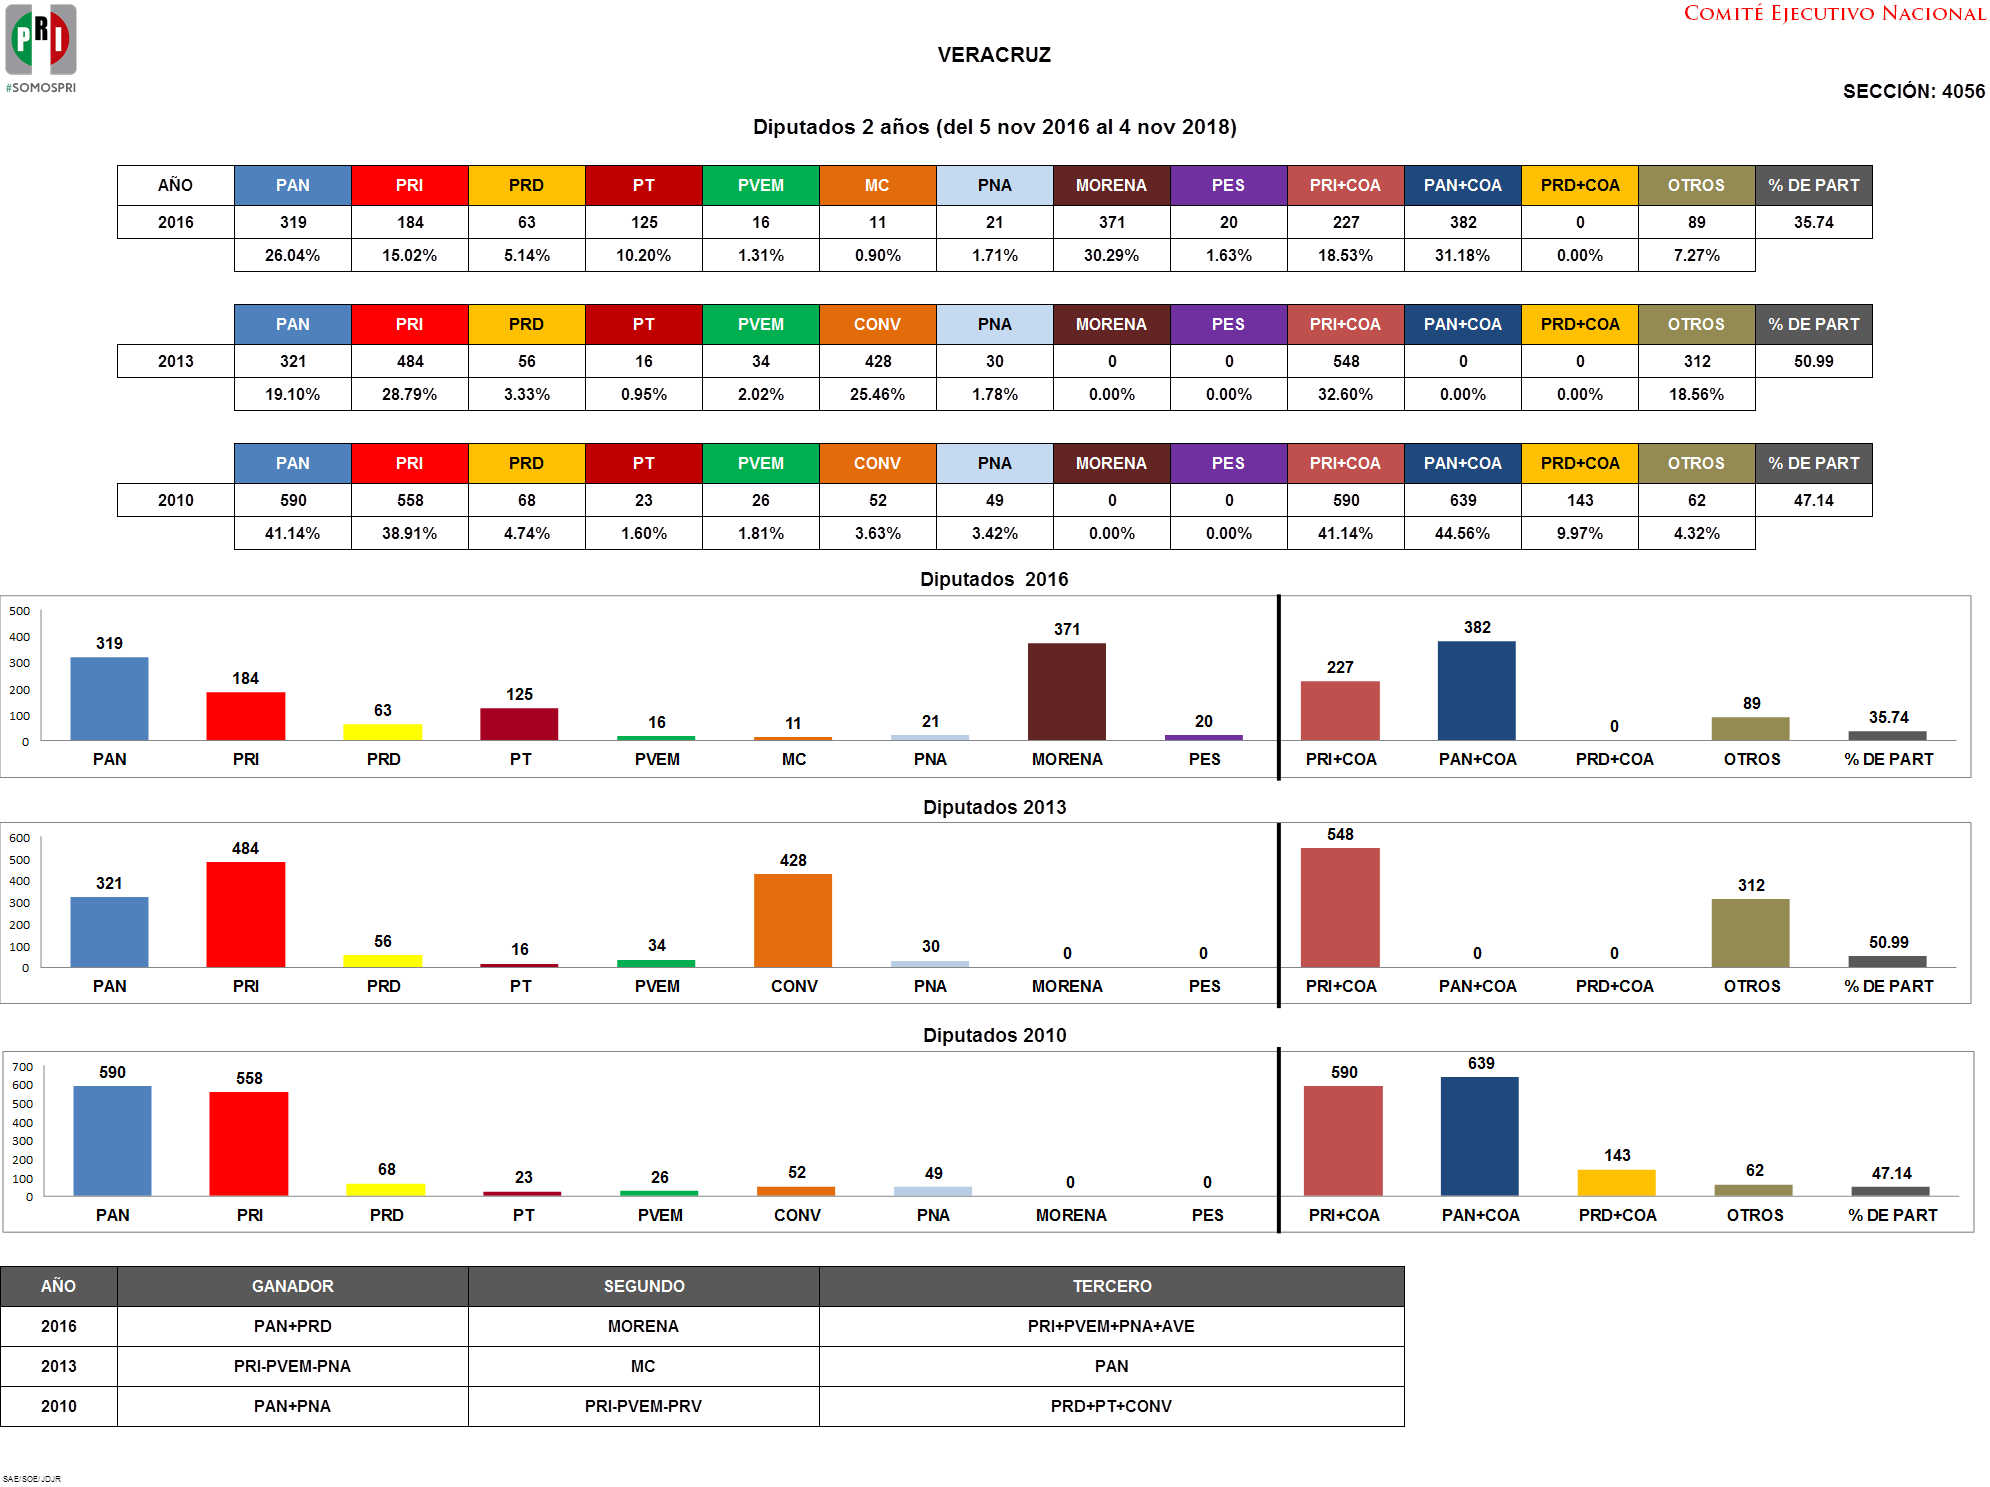 PRI
#SOMOSPRI
COMITÉ EJECUTIVO NACIONAL
VERACRUZ
SECCIÓN: 4056
Diputados 2 años (del 5 nov 2016 al 4 nov 2018)
AÑO PAN PRI PRD PT PVEM MC PNA MORENA PES PRI+COA PAN+COA PRD+COA OTROS % DE PART
2016 319 184 63 125 16 11 21 371 20 227 382 0 89 35.74
26.04% 15.02% 5.14% 10.20% 1.31% 0.90% 1.71% 30.29% 1.63% 18.53% 31.18% 0.00% 7.27%
PAN PRI PRD PT PVEM CONV PNA MORENA PES PRI+COA PAN+COA PRD+COA OTROS % DE PART
2013 321 484 56 16 34 428 30 0 0 548 0 0 312 50.99
19.10% 28.79% 3.33% 0.95% 2.02% 25.46% 1.78% 0.00% 0.00% 32.60% 0.00% 0.00% 18.56%
PAN PRI PRD PT PVEM CONV PNA MORENA PES PRI+COA PAN+COA PRD+COA OTROS % DE PART
2010 590 558 68 23 26 52 49 0 0 590 639 143 62 47.14
41.14% 38.91% 4.74% 1.60% 1.81% 3.63% 3.42% 0.00% 0.00% 41.14% 44.56% 9.97% 4.32%
Diputados 2016
500
400
300
200
100
0
319 184 63 125 16 11 21 371 20 227 382 0 89 35.74
PAN PRI PRD PT PVEM MC PNA MORENA PES PRI+COA PAN+COA PRD+COA OTROS % DE PART
Diputados 2013
600
500
400
300
200
100
0
321 484 56 16 34 428 30 0 0 548 0 0 312 50.99
PAN PRI PRD PT PVEM CONV PNA MORENA PES PRI+COA PAN+COA PRD+COA OTROS % DE PART
Diputados 2010
700
600
500
400
300
200
100
0
590 558 68 23 26 52 49 0 0 590 639 143 62 47.14
PAN PRI PRD PT PVEM CONV PNA MORENA PES PRI+COA PAN+COA PRD+COA OTROS % DE PART
AÑO GANADOR SEGUNDO TERCERO
2016 PAN+PRD MORENA PRI+PVEM+PNA+AVE
2013 PRI-PVEM-PNA MC PAN
2010 PAN+PNA PRI-PVEM-PRV PRD+PT+CONV
SAE/SOE/JDJR